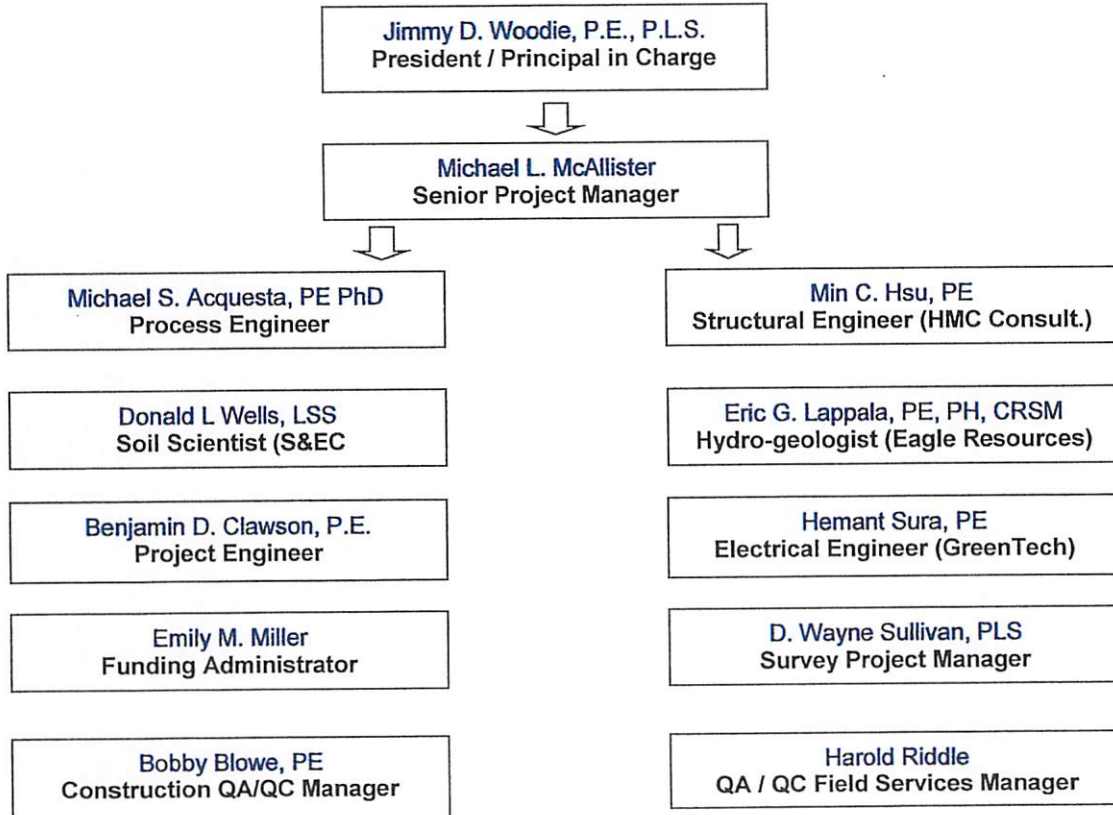 Jimmy D. Woodie, P.E., P.L.S.
President / Principal in Charge
Michael L. McAllister
Senior Project Manager
Michael S. Acquesta, PE PhD
Process Engineer
Min C. Hsu, PE
Structural Engineer (HMC Consult.)
Donald L Wells, LSS
Soil Scientist (S&EC
Eric G. Lappala, PE, PH, CRSM
Hydro-geologist (Eagle Resources)
Benjamin D. Clawson, P.E.
Project Engineer
Hemant Sura, PE
Electrical Engineer (GreenTech)
Emily M. Miller
Funding Administrator
D. Wayne Sullivan, PLS
Survey Project Manager
Bobby Blowe, PE
Construction QA/QC Manager
Harold Riddle
QA / QC Field Services Manager